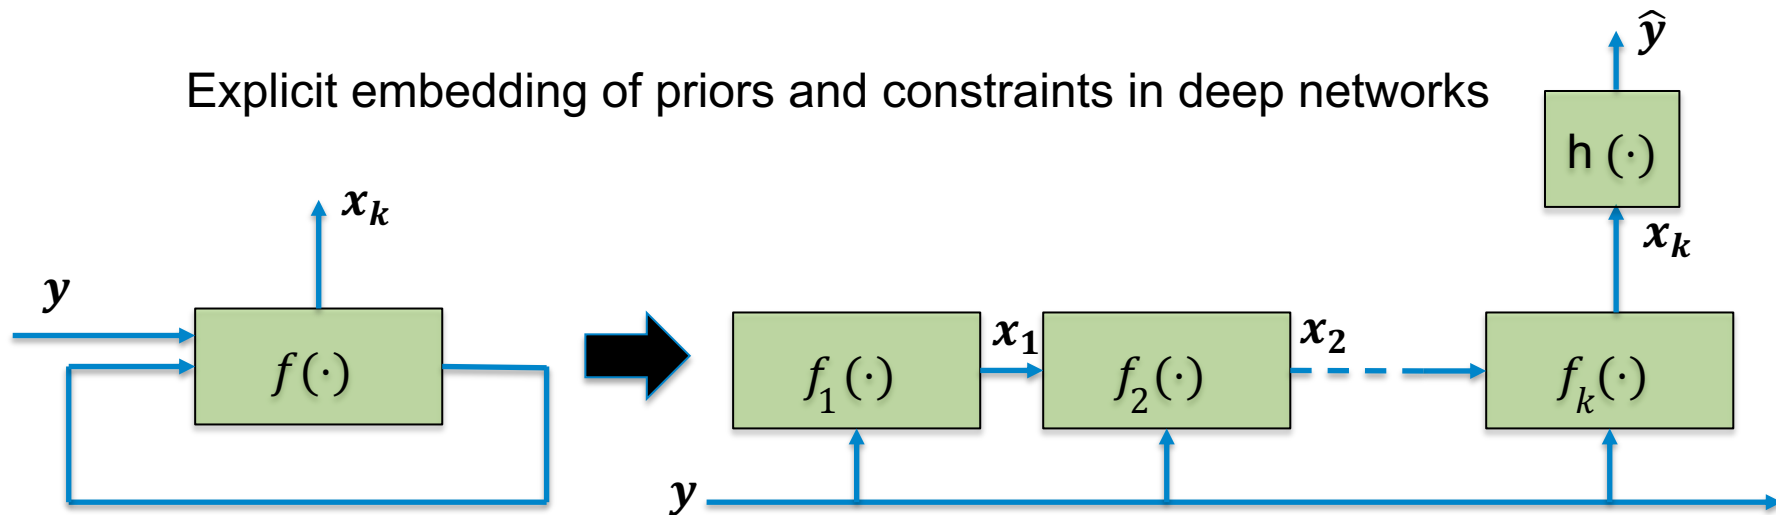 ŷ
Explicit embedding of priors and constraints in deep networks
h (·)
x_k
x_k
y
x_1
x_2
f(·)
f_1(·)
f_2(·)
f_k(·)
y